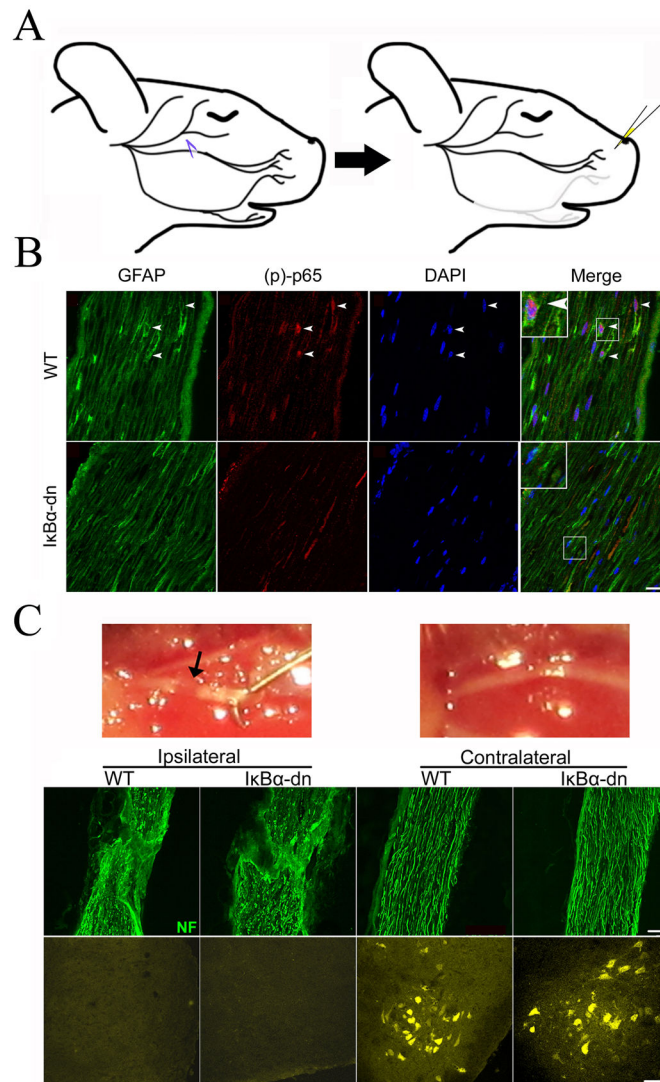 A
B
GFAP (p)-p65 DAPI Merge
WT
IκBα-dn
C
Ipsilateral Contralateral
WT IκBα-dn WT IκBα-dn
NF